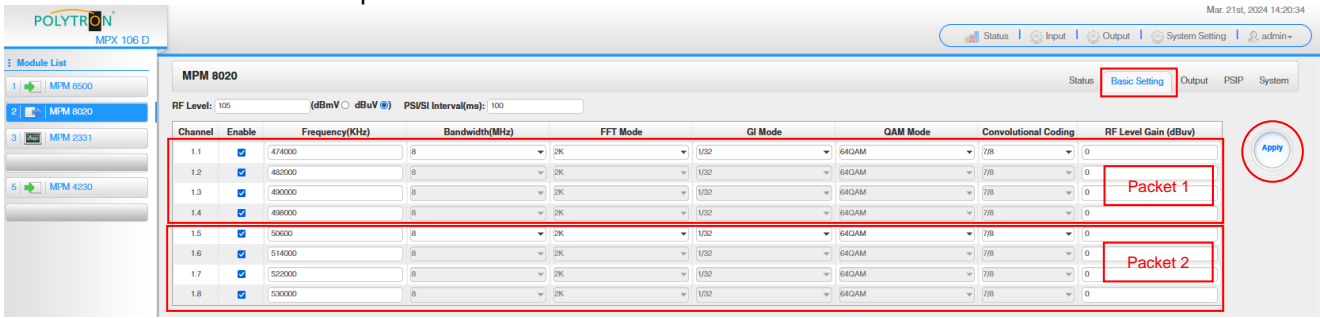 Mar. 21st, 2024 14:20:34
POLYTRON
MPX 106 D
Status | Input | Output | System Setting | admin
Module List
1 | MPM 8500
2 | MPM 8020
3 | MPM 2331
5 | MPM 4230
MPM 8020
Status Basic Setting Output PSIP System
RF Level: 105 (dBmV dBuV) PSI/SI Interval(ms): 100
Channel Enable Frequency(KHz) Bandwidth(MHz) FFT Mode GI Mode QAM Mode Convolutional Coding RF Level Gain (dBuv)
1.1 474000 8 2K 1/32 64QAM 7/8 0
1.2 482000 8 2K 1/32 64QAM 7/8 0
1.3 490000 8 2K 1/32 64QAM 7/8 0
1.4 498000 8 2K 1/32 64QAM 7/8 0
Packet 1
1.5 50600 8 2K 1/32 64QAM 7/8 0
1.6 514000 8 2K 1/32 64QAM 7/8 0
1.7 522000 8 2K 1/32 64QAM 7/8 0
1.8 530000 8 2K 1/32 64QAM 7/8 0
Packet 2
Apply